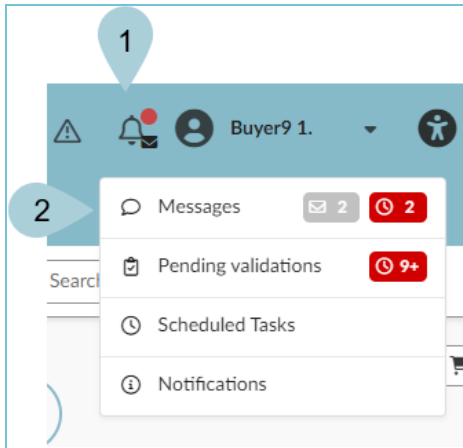 1
Buyer9 1.
2
Messages 2 2
Pending validations 9+
Search
Scheduled Tasks
Notifications